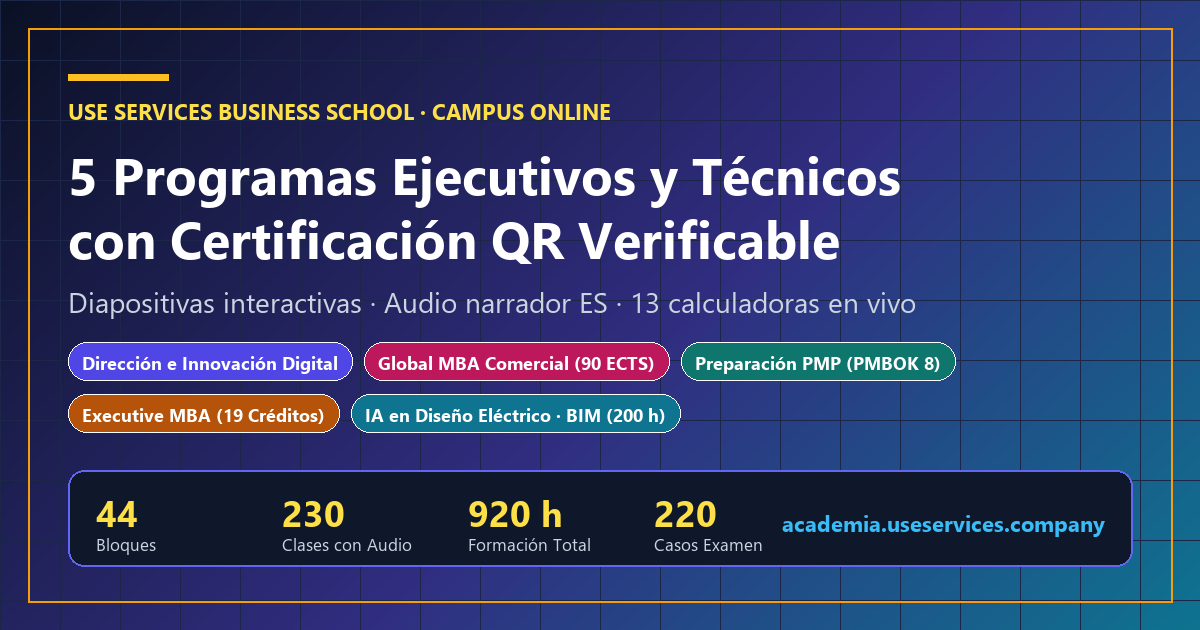 USE SERVICES BUSINESS SCHOOL · CAMPUS ONLINE
5 Programas Ejecutivos y Técnicos
con Certificación QR Verificable
Diapositivas interactivas · Audio narrador ES · 13 calculadoras en vivo
Dirección e Innovación Digital
Global MBA Comercial (90 ECTS)
Preparación PMP (PMBOK 8)
Executive MBA (19 Créditos)
IA en Diseño Eléctrico · BIM (200 h)
44
Bloques
230
Clases con Audio
920 h
Formación Total
220
Casos Examen
academia.useservices.company